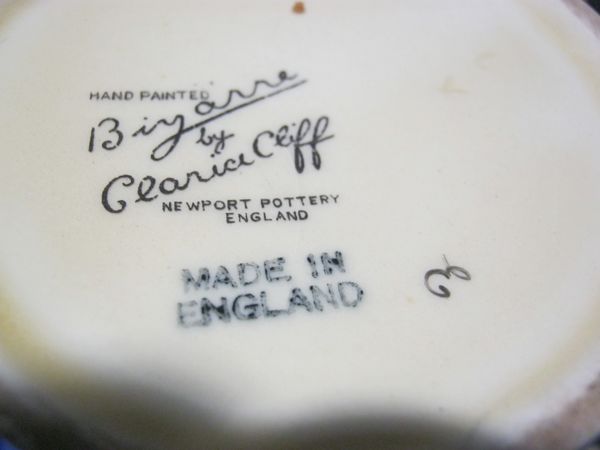 HAND PAINTED
Bizarre
by
Clarice Cliff
NEWPORT POTTERY
ENGLAND
MADE IN
ENGLAND